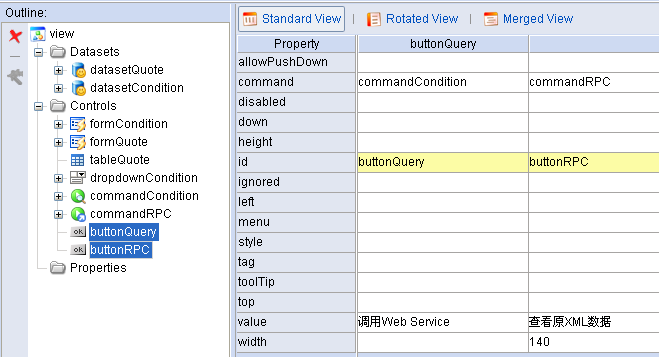 Outline:
view
Datasets
datasetQuote
datasetCondition
Controls
formCondition
formQuote
tableQuote
dropdownCondition
commandCondition
commandRPC
ok buttonQuery
ok buttonRPC
Properties
Standard View Rotated View Merged View
Property buttonQuery
allowPushDown
command commandCondition commandRPC
disabled
down
height
id buttonQuery buttonRPC
ignored
left
menu
style
tag
toolTip
top
value 调用Web Service 查看原XML数据
width 140